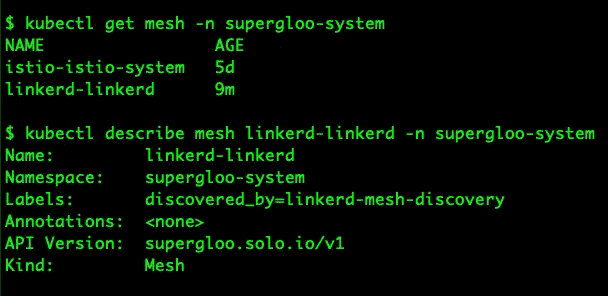 $ kubectl get mesh -n supergloo-system
NAME                 AGE
istio-istio-system   5d
linkerd-linkerd      9m
$ kubectl describe mesh linkerd-linkerd -n supergloo-system
Name:         linkerd-linkerd
Namespace:    supergloo-system
Labels:       discovered_by=linkerd-mesh-discovery
Annotations:  <none>
API Version:  supergloo.solo.io/v1
Kind:         Mesh